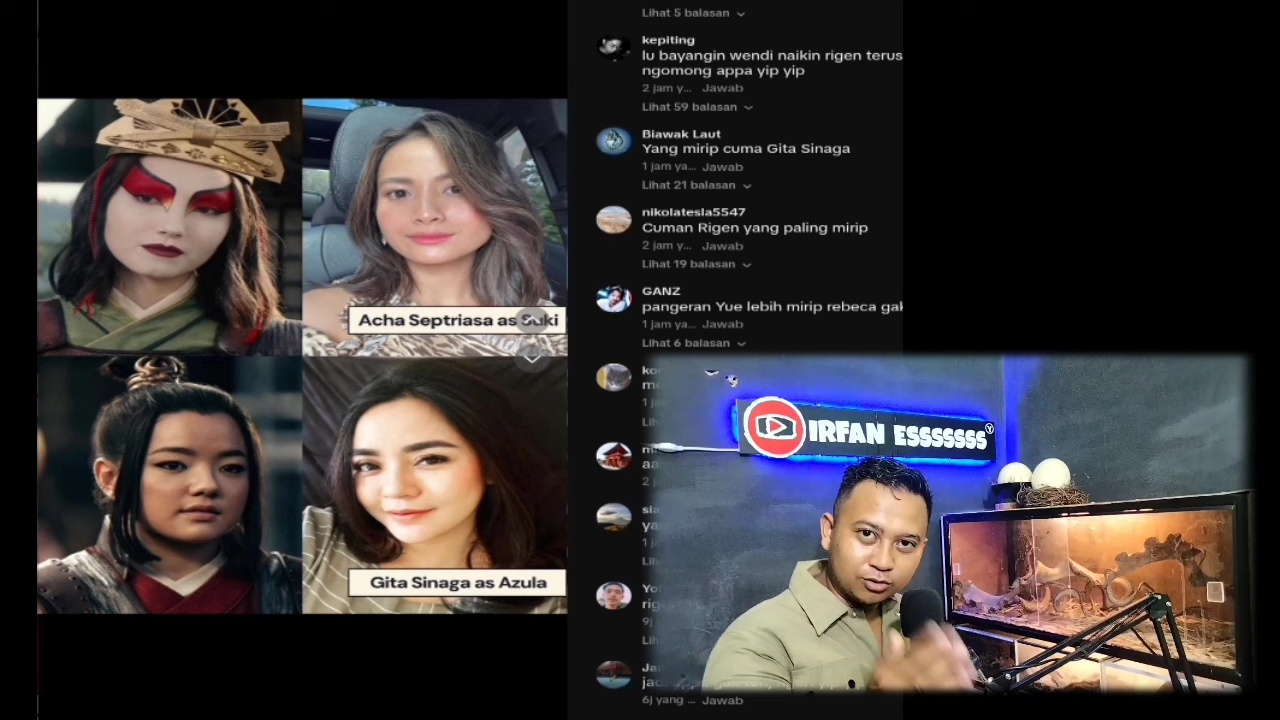 Acha Septriasa as Suki
Gita Sinaga as Azula
Lihat 5 balasan
kepiting
lu bayangin wendi naikin rigen terus
ngomong appa yip yip
2 jam y... Jawab
Lihat 59 balasan
Biawak Laut
Yang mirip cuma Gita Sinaga
1 jam ya... Jawab
Lihat 21 balasan
nikolatesla5547
Cuman Rigen yang paling mirip
2 jam y... Jawab
Lihat 19 balasan
GANZ
pangeran Yue lebih mirip rebeca gak
1 jam ya... Jawab
Lihat 6 balasan
6j yang ... Jawab
IRFAN ESSSSSSS